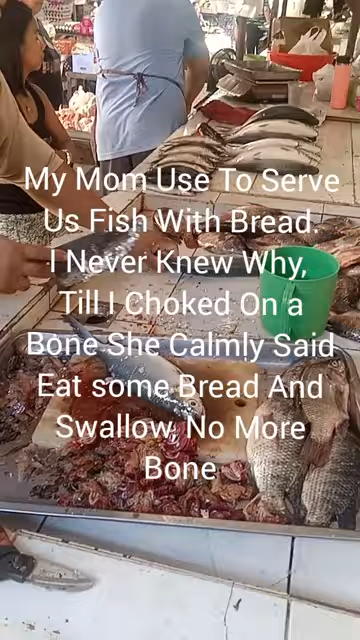 My Mom Use To Serve
Us Fish With Bread.
I Never Knew Why,
Till I Choked On a
Bone She Calmly Said
Eat some Bread And
Swallow No More
Bone